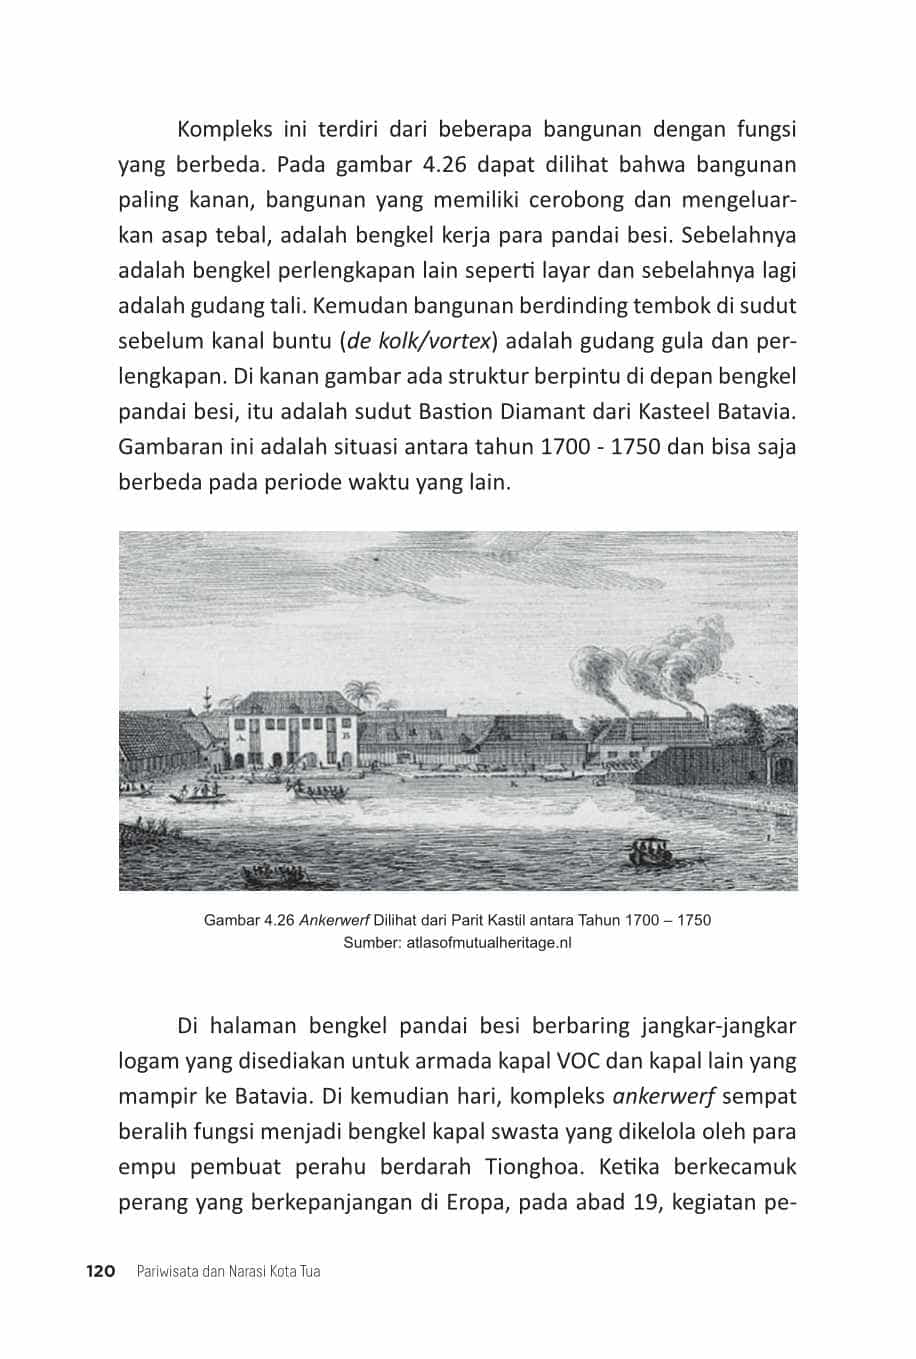 Kompleks ini terdiri dari beberapa bangunan dengan fungsi
yang berbeda. Pada gambar 4.26 dapat dilihat bahwa bangunan
paling kanan, bangunan yang memiliki cerobong dan mengeluar-
kan asap tebal, adalah bengkel kerja para pandai besi. Sebelahnya
adalah bengkel perlengkapan lain seperti layar dan sebelahnya lagi
adalah gudang tali. Kemudan bangunan berdinding tembok di sudut
sebelum kanal buntu (de kolk/vortex) adalah gudang gula dan per-
lengkapan. Di kanan gambar ada struktur berpintu di depan bengkel
pandai besi, itu adalah sudut Bastion Diamant dari Kasteel Batavia.
Gambaran ini adalah situasi antara tahun 1700 - 1750 dan bisa saja
berbeda pada periode waktu yang lain.
A B
Gambar 4.26 Ankerwerf Dilihat dari Parit Kastil antara Tahun 1700 – 1750
Sumber: atlasofmutualheritage.nl
Di halaman bengkel pandai besi berbaring jangkar-jangkar
logam yang disediakan untuk armada kapal VOC dan kapal lain yang
mampir ke Batavia. Di kemudian hari, kompleks ankerwerf sempat
beralih fungsi menjadi bengkel kapal swasta yang dikelola oleh para
empu pembuat perahu berdarah Tionghoa. Ketika berkecamuk
perang yang berkepanjangan di Eropa, pada abad 19, kegiatan pe-
120 Pariwisata dan Narasi Kota Tua